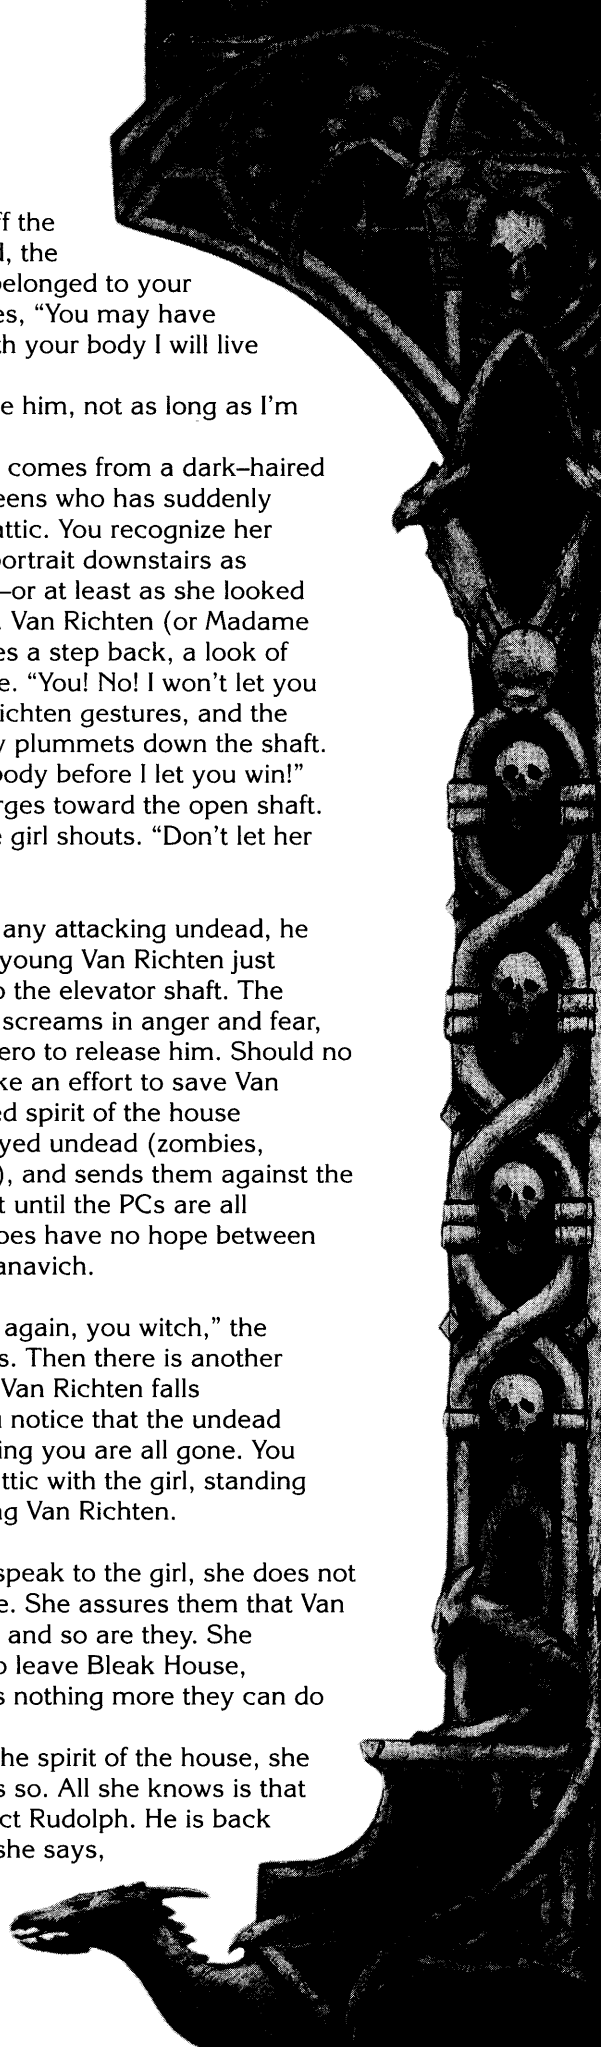 ff the
d, the
belonged to your
es, “You may have
th your body I will live
e him, not as long as I’m
comes from a dark–haired
eens who has suddenly
attic. You recognize her
portrait downstairs as
–or at least as she looked
. Van Richten (or Madame
es a step back, a look of
e. “You! No! I won’t let you
ichten gestures, and the
y plummets down the shaft.
body before I let you win!”
rges toward the open shaft.
e girl shouts. “Don’t let her
any attacking undead, he
young Van Richten just
o the elevator shaft. The
screams in anger and fear,
ero to release him. Should no
ke an effort to save Van
ed spirit of the house
yed undead (zombies,
), and sends them against the
t until the PCs are all
oes have no hope between
anavich.
again, you witch,” the
s. Then there is another
Van Richten falls
u notice that the undead
ing you are all gone. You
ttic with the girl, standing
ng Van Richten.
speak to the girl, she does not
e. She assures them that Van
and so are they. She
o leave Bleak House,
s nothing more they can do
he spirit of the house, she
s so. All she knows is that
ct Rudolph. He is back
she says,